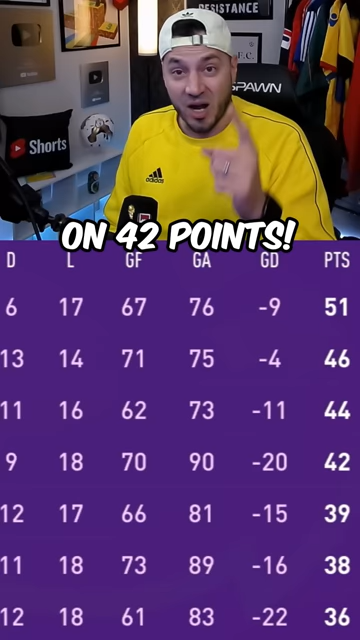 RESISTANCE
F.C.
SPAWN
Shorts
adidas
ON 42 POINTS!
D L GF GA GD PTS
6 17 67 76 -9 51
13 14 71 75 -4 46
11 16 62 73 -11 44
9 18 70 90 -20 42
12 17 66 81 -15 39
11 18 73 89 -16 38
12 18 61 83 -22 36